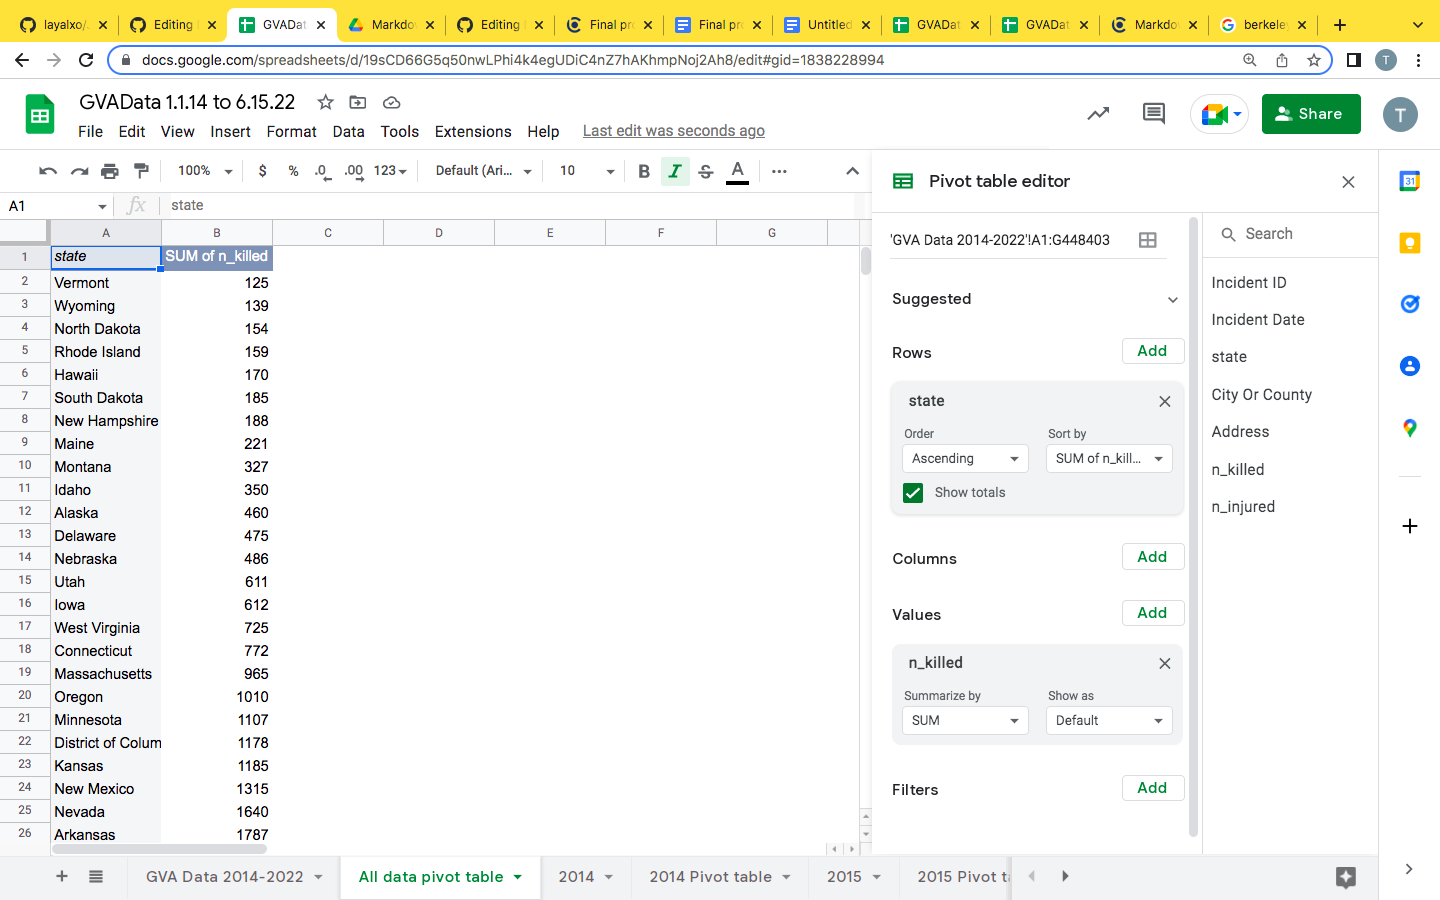 layalxo/
Editing
GVADat
Markdo
Editing
Final pr
Final pr
Untitled
GVADat
GVADat
Markdo
berkele
docs.google.com/spreadsheets/d/19sCD66G5q50nwLPhi4k4egUDiC4nZ7hAKhmpNoj2Ah8/edit#gid=1838228994
T
GVAData 1.1.14 to 6.15.22
File Edit View Insert Format Data Tools Extensions Help Last edit was seconds ago
Share
T
100% $ % .0 .00 123 Default (Ari... 10 B I S A
A1 fx state
A B C D E F G
1 state SUM of n_killed
2 Vermont 125
3 Wyoming 139
4 North Dakota 154
5 Rhode Island 159
6 Hawaii 170
7 South Dakota 185
8 New Hampshire 188
9 Maine 221
10 Montana 327
11 Idaho 350
12 Alaska 460
13 Delaware 475
14 Nebraska 486
15 Utah 611
16 Iowa 612
17 West Virginia 725
18 Connecticut 772
19 Massachusetts 965
20 Oregon 1010
21 Minnesota 1107
22 District of Colum 1178
23 Kansas 1185
24 New Mexico 1315
25 Nevada 1640
26 Arkansas 1787
Pivot table editor
'GVA Data 2014-2022'!A1:G448403
Suggested
Rows Add
state
Order Sort by
Ascending SUM of n_kill...
Show totals
Columns Add
Values Add
n_killed
Summarize by Show as
SUM Default
Filters Add
Search
Incident ID
Incident Date
state
City Or County
Address
n_killed
n_injured
31
GVA Data 2014-2022 All data pivot table 2014 2014 Pivot table 2015 2015 Pivot t